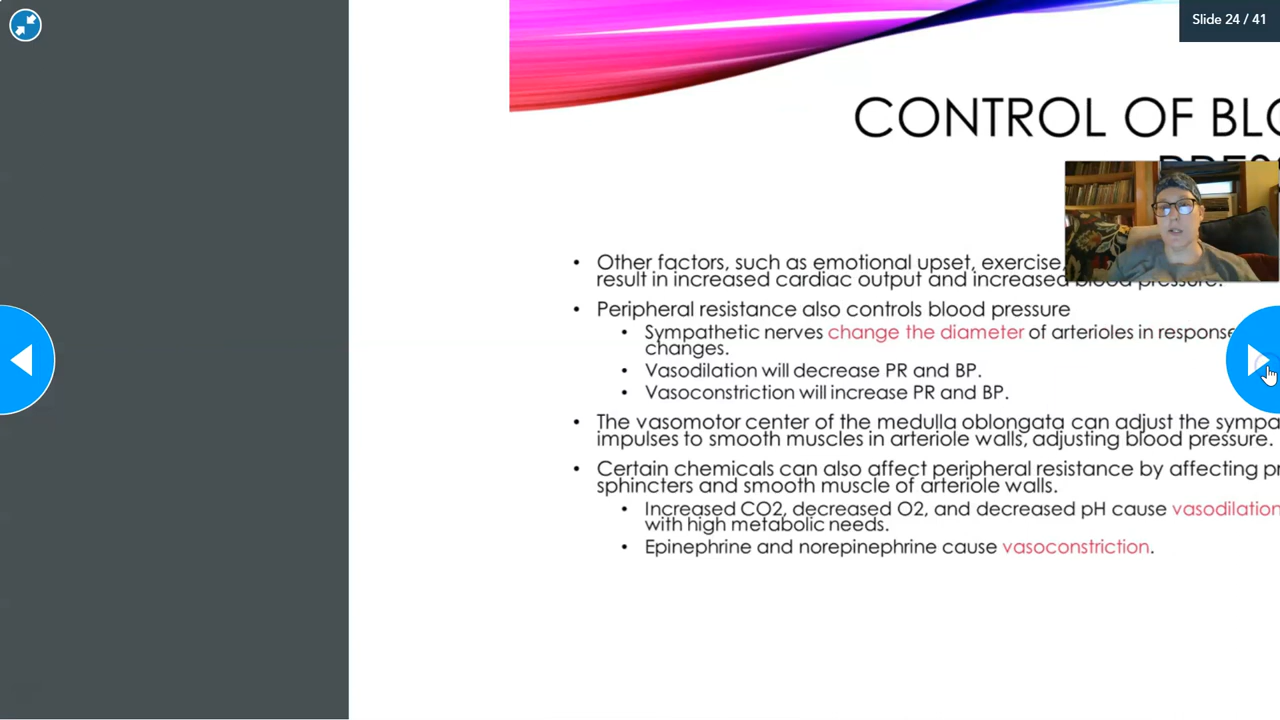 Slide 24 / 41
CONTROL OF BLO
• Other factors, such as emotional upset, exercise,
result in increased cardiac output and increased blood pressure.
• Peripheral resistance also controls blood pressure
• Sympathetic nerves change the diameter of arterioles in response
changes.
• Vasodilation will decrease PR and BP.
• Vasoconstriction will increase PR and BP.
• The vasomotor center of the medulla oblongata can adjust the sympa
impulses to smooth muscles in arteriole walls, adjusting blood pressure.
• Certain chemicals can also affect peripheral resistance by affecting pr
sphincters and smooth muscle of arteriole walls.
• Increased CO2, decreased O2, and decreased pH cause vasodilation
with high metabolic needs.
• Epinephrine and norepinephrine cause vasoconstriction.